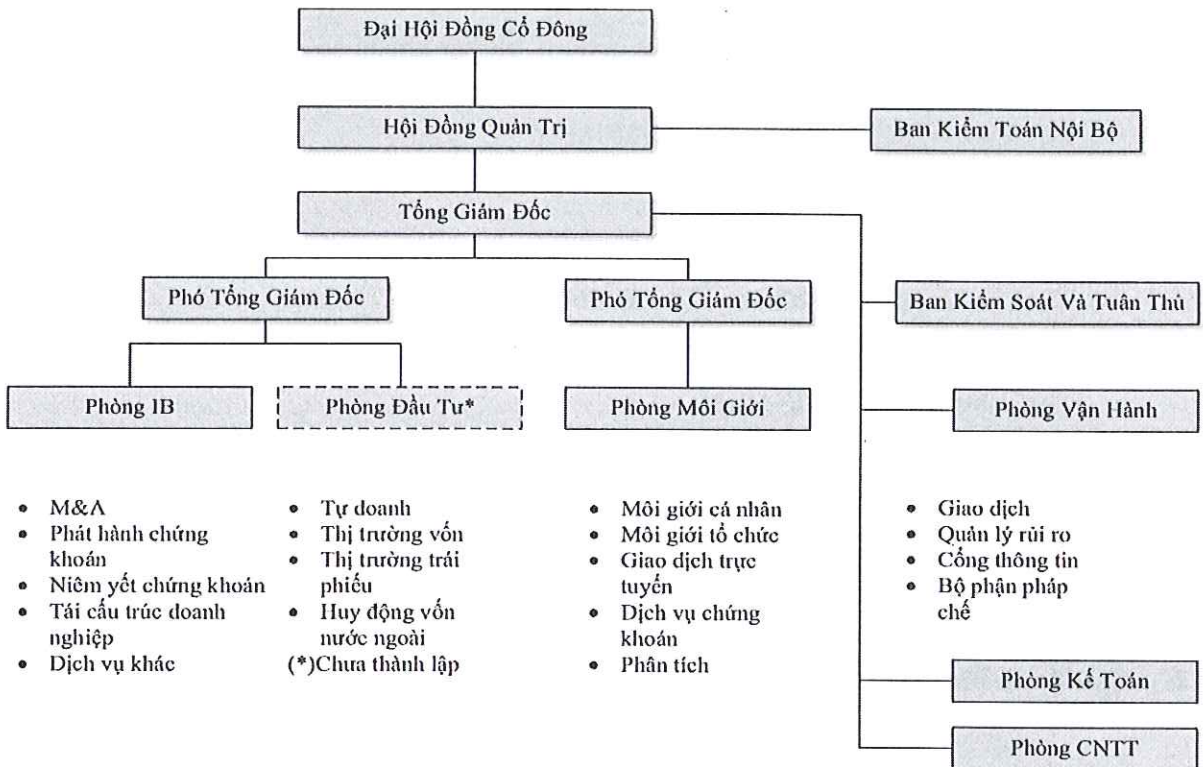 Đại Hội Đồng Cổ Đông
Hội Đồng Quản Trị
Ban Kiểm Toán Nội Bộ
Tổng Giám Đốc
Phó Tổng Giám Đốc
Phó Tổng Giám Đốc
Ban Kiểm Soát Và Tuân Thủ
Phòng IB
Phòng Đầu Tư*
Phòng Môi Giới
Phòng Vận Hành
• M&A
• Phát hành chứng
khoán
• Niêm yết chứng khoán
• Tái cấu trúc doanh
nghiệp
• Dịch vụ khác
• Tự doanh
• Thị trường vốn
• Thị trường trái
phiếu
• Huy động vốn
nước ngoài
(*)Chưa thành lập
• Môi giới cá nhân
• Môi giới tổ chức
• Giao dịch trực
tuyến
• Dịch vụ chứng
khoán
• Phân tích
• Giao dịch
• Quản lý rủi ro
• Cổng thông tin
• Bộ phận pháp
chế
Phòng Kế Toán
Phòng CNTT